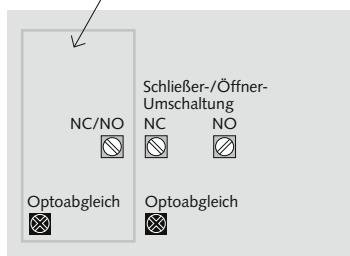 Schließer-/Öffner-
Umschaltung
NC/NO NC NO
Optoabgleich Optoabgleich